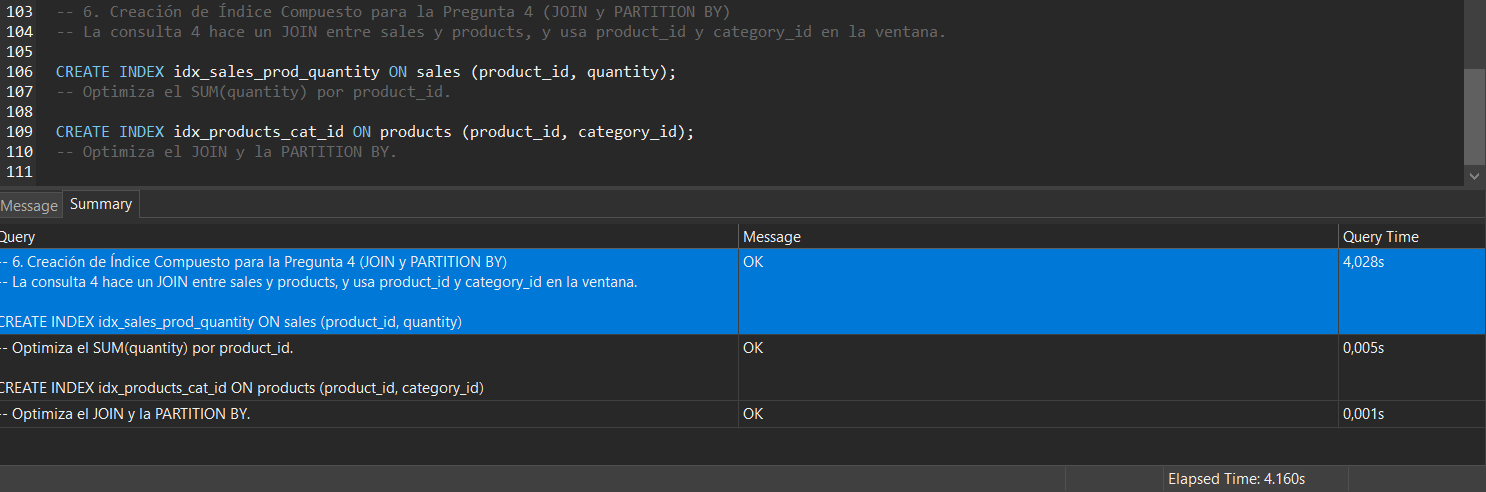 103 -- 6. Creación de Índice Compuesto para la Pregunta 4 (JOIN y PARTITION BY)
104 -- La consulta 4 hace un JOIN entre sales y products, y usa product_id y category_id en la ventana.
105
106 CREATE INDEX idx_sales_prod_quantity ON sales (product_id, quantity);
107 -- Optimiza el SUM(quantity) por product_id.
108
109 CREATE INDEX idx_products_cat_id ON products (product_id, category_id);
110 -- Optimiza el JOIN y la PARTITION BY.
111
Message Summary
Query Message Query Time
-- 6. Creación de Índice Compuesto para la Pregunta 4 (JOIN y PARTITION BY) OK 4,028s
-- La consulta 4 hace un JOIN entre sales y products, y usa product_id y category_id en la ventana.
CREATE INDEX idx_sales_prod_quantity ON sales (product_id, quantity)
-- Optimiza el SUM(quantity) por product_id. OK 0,005s
CREATE INDEX idx_products_cat_id ON products (product_id, category_id)
-- Optimiza el JOIN y la PARTITION BY. OK 0,001s
Elapsed Time: 4.160s